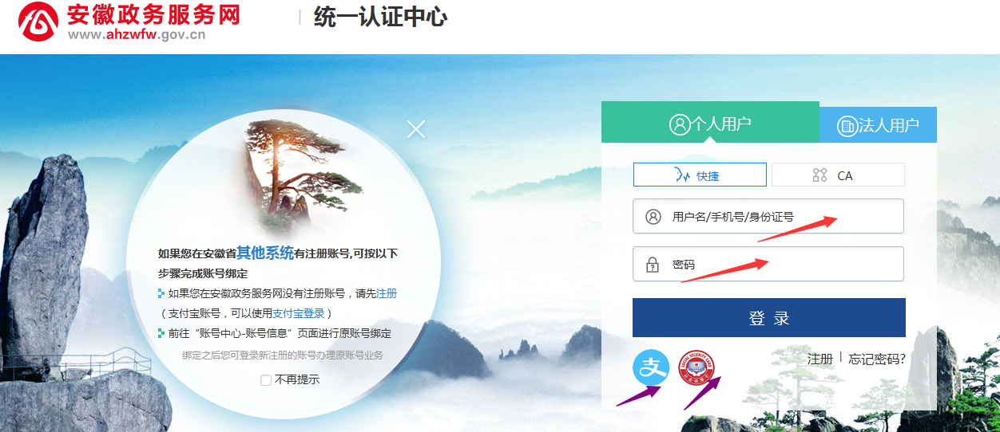 安徽政务服务网
www.ahzwfw.gov.cn
统一认证中心
如果您在安徽省其他系统有注册账号,可按以下
步骤完成账号绑定
如果您在安徽政务服务网没有注册账号，请先注册
（支付宝账号，可以使用支付宝登录）
前往“账号中心-账号信息”页面进行原账号绑定
绑定之后您可登录新注册的账号办理原账号业务
不再提示
个人用户
法人用户
快捷
CA
用户名/手机号/身份证号
密码
登 录
支
SOCIAL SECURITY CARD
注册 | 忘记密码?